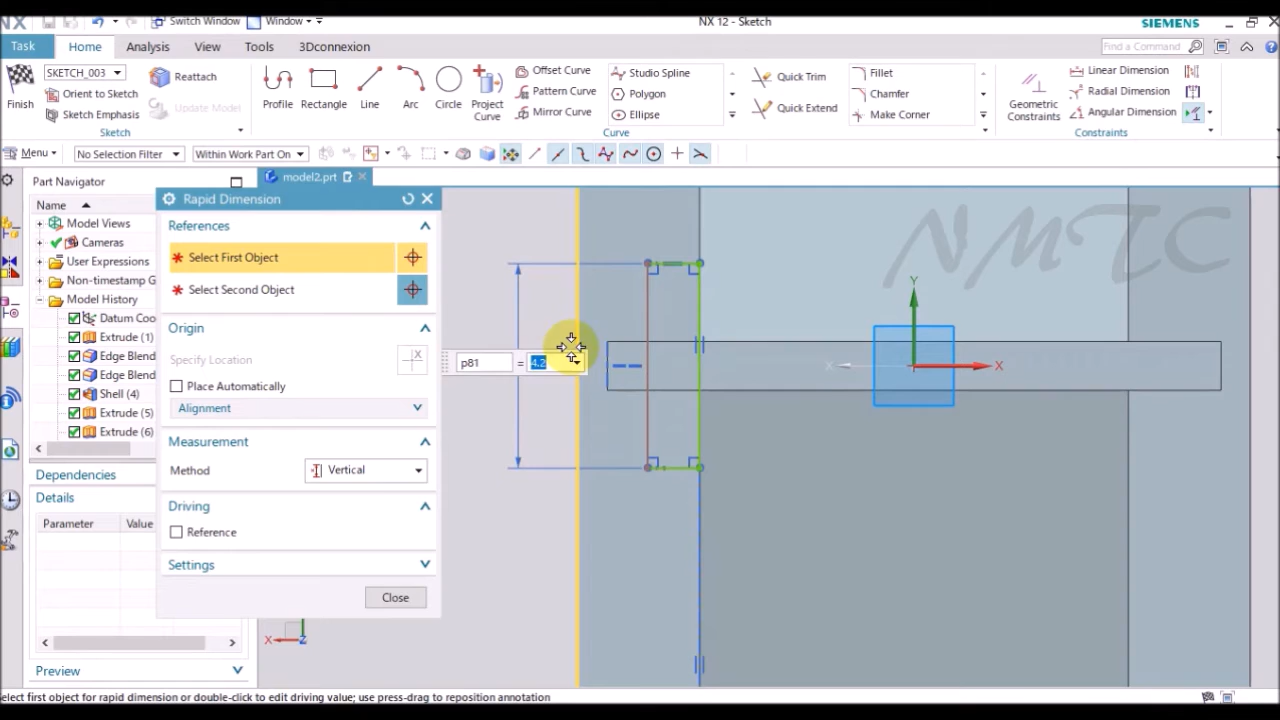 NX
Switch Window
Window
NX 12 - Sketch
SIEMENS
Task
Home
Analysis
View
Tools
3Dconnexion
Find a Command
Finish
SKETCH_003
Orient to Sketch
Sketch Emphasis
Reattach
Update Model
Sketch
Profile
Rectangle
Line
Arc
Circle
Project
Curve
Offset Curve
Pattern Curve
Mirror Curve
Studio Spline
Polygon
Ellipse
Quick Trim
Quick Extend
Fillet
Chamfer
Make Corner
Curve
Geometric
Constraints
Linear Dimension
Radial Dimension
Angular Dimension
Constraints
Menu
No Selection Filter
Within Work Part On
Part Navigator
Name
Model Views
Cameras
User Expressions
Non-timestamp G
Model History
Datum Coo
Extrude (1)
Edge Blend
Edge Blend
Shell (4)
Extrude (5)
Extrude (6)
Dependencies
Details
Parameter
Value
Preview
model2.prt
Rapid Dimension
References
Select First Object
Select Second Object
Origin
Specify Location
Place Automatically
Alignment
Measurement
Method
Vertical
Driving
Reference
Settings
Close
p81 = 4.2
NMTC
Y
X
X
X
Z
elect first object for rapid dimension or double-click to edit driving value; use press-drag to reposition annotation